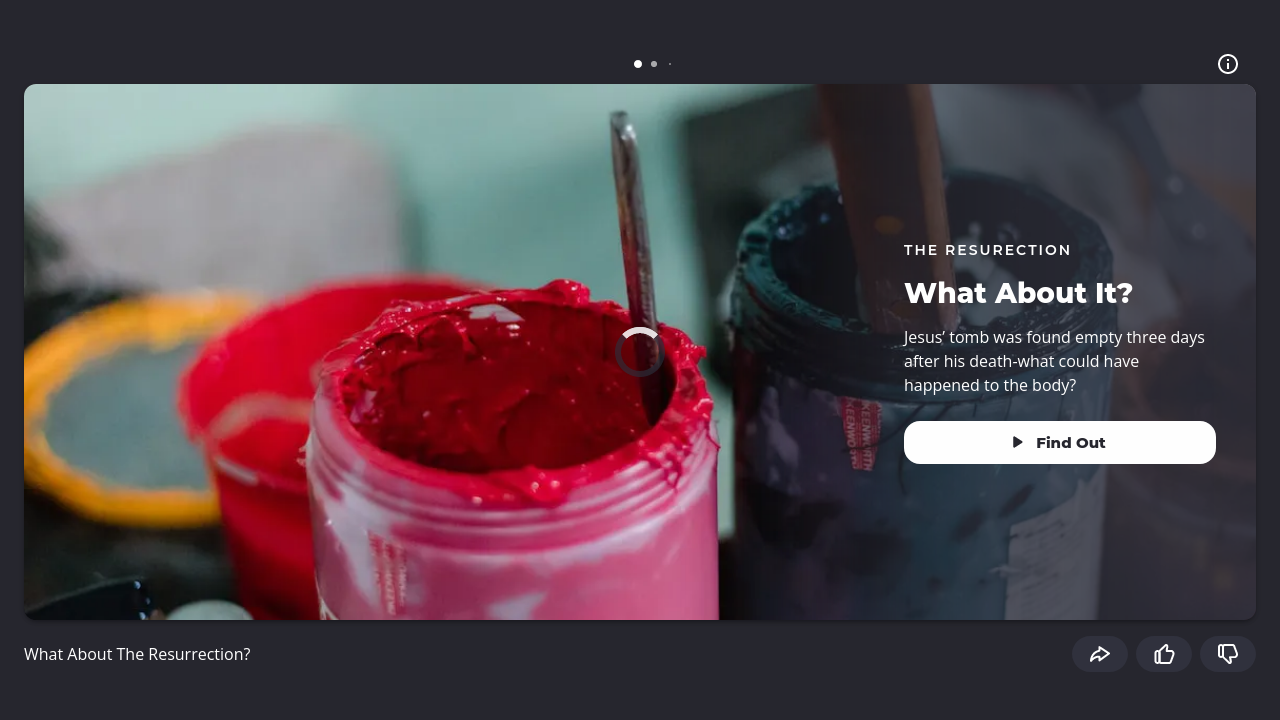 THE RESURECTION
What About It?
Jesus’ tomb was found empty three days
after his death-what could have
happened to the body?
Find Out
What About The Resurrection?